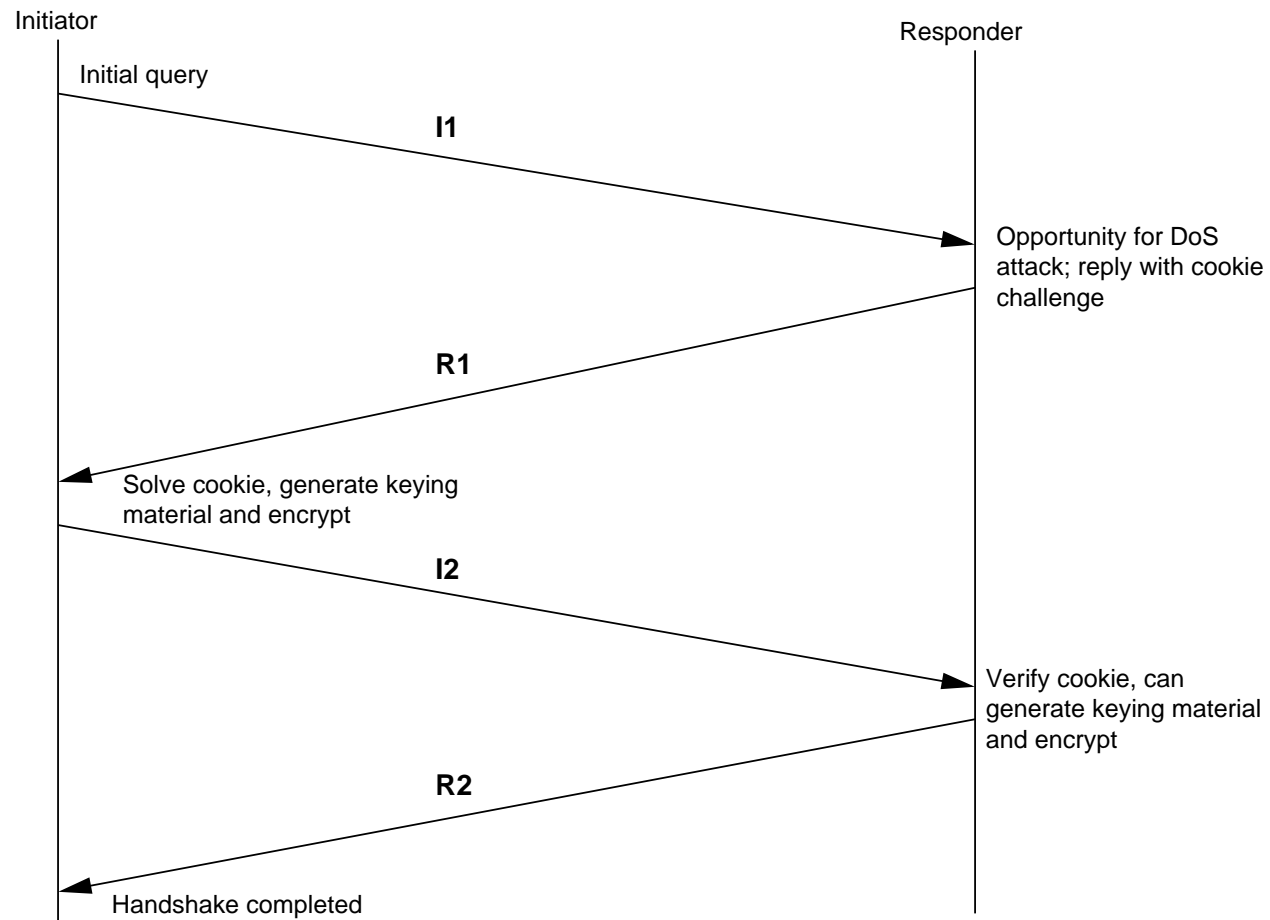 Initiator
Responder
Initial query
I1
Opportunity for DoS
attack; reply with cookie
challenge
R1
Solve cookie, generate keying
material and encrypt
I2
Verify cookie, can
generate keying material
and encrypt
R2
Handshake completed